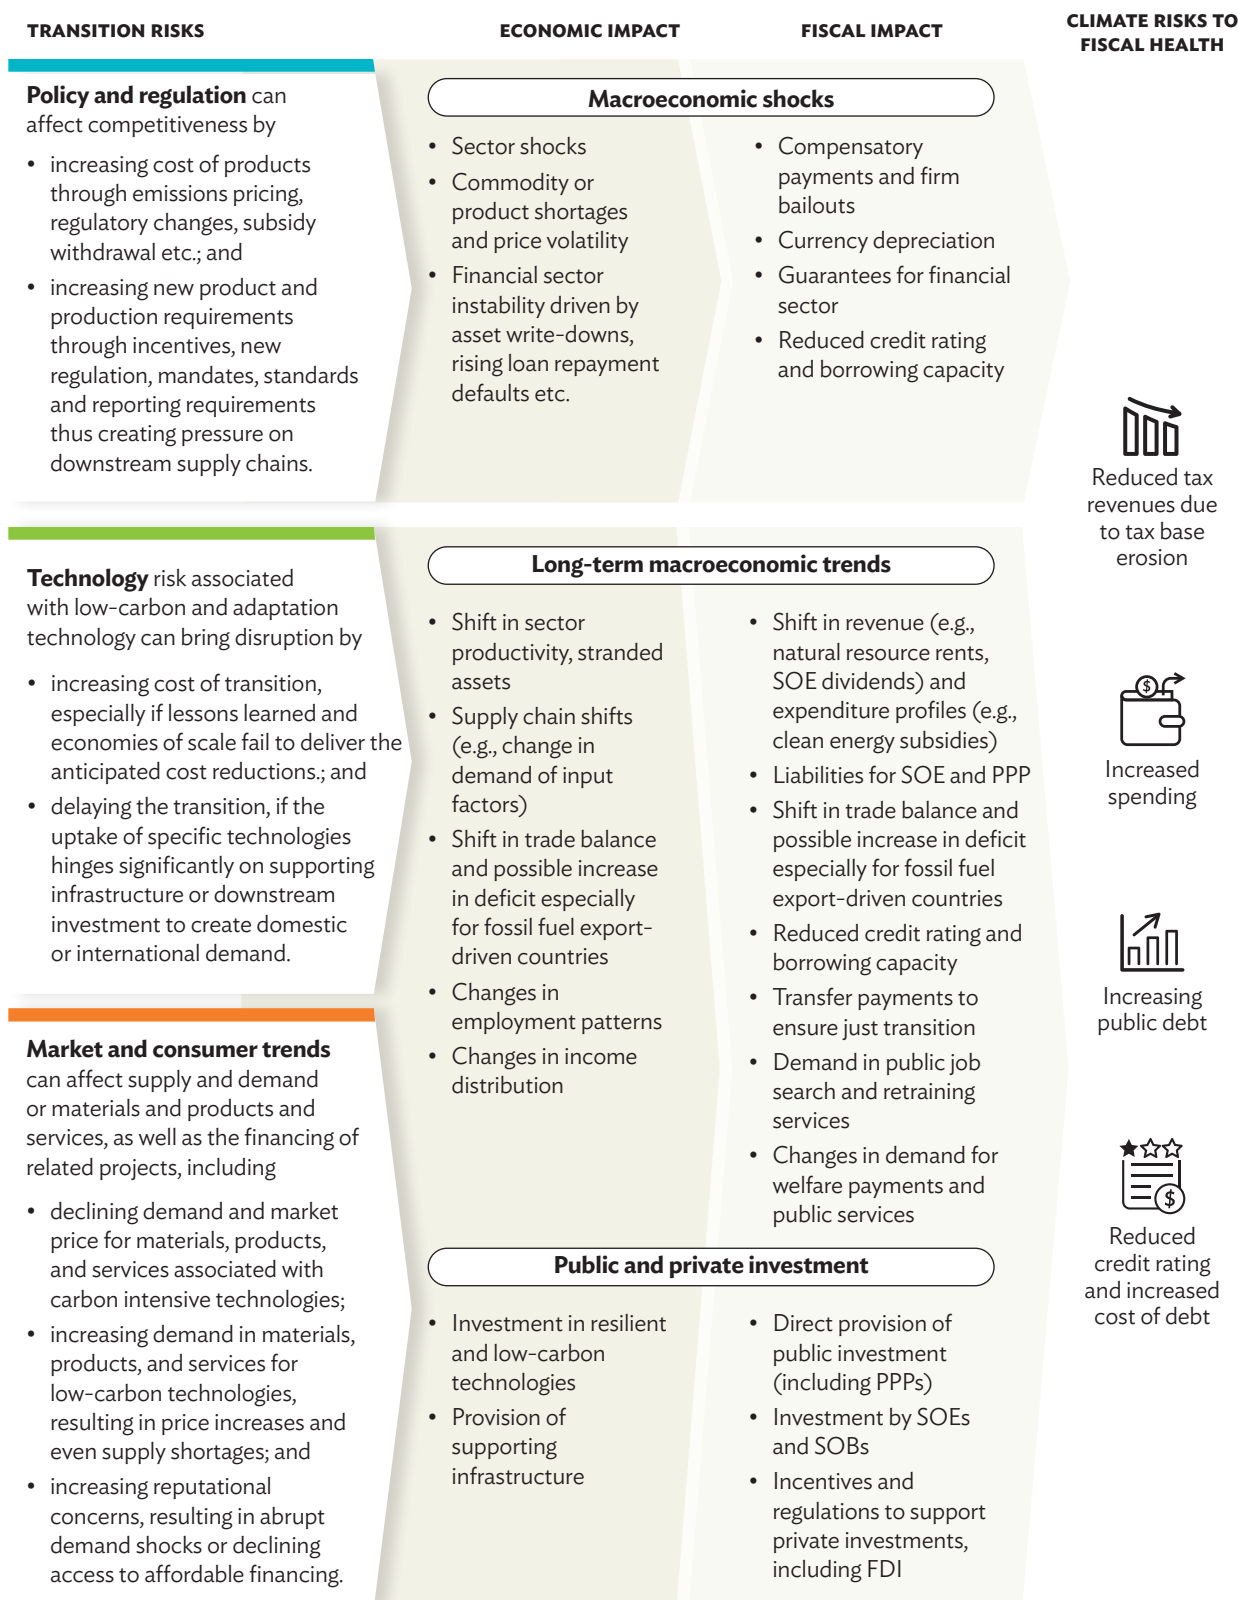 TRANSITION RISKS
ECONOMIC IMPACT
FISCAL IMPACT
CLIMATE RISKS TO
FISCAL HEALTH
Policy and regulation can
affect competitiveness by
• increasing cost of products
through emissions pricing,
regulatory changes, subsidy
withdrawal etc.; and
• increasing new product and
production requirements
through incentives, new
regulation, mandates, standards
and reporting requirements
thus creating pressure on
downstream supply chains.
Macroeconomic shocks
• Sector shocks
• Commodity or
product shortages
and price volatility
• Financial sector
instability driven by
asset write-downs,
rising loan repayment
defaults etc.
• Compensatory
payments and firm
bailouts
• Currency depreciation
• Guarantees for financial
sector
• Reduced credit rating
and borrowing capacity
Technology risk associated
with low-carbon and adaptation
technology can bring disruption by
• increasing cost of transition,
especially if lessons learned and
economies of scale fail to deliver the
anticipated cost reductions.; and
• delaying the transition, if the
uptake of specific technologies
hinges significantly on supporting
infrastructure or downstream
investment to create domestic
or international demand.
Long-term macroeconomic trends
• Shift in sector
productivity, stranded
assets
• Supply chain shifts
(e.g., change in
demand of input
factors)
• Shift in trade balance
and possible increase
in deficit especially
for fossil fuel export-
driven countries
• Changes in
employment patterns
• Changes in income
distribution
• Shift in revenue (e.g.,
natural resource rents,
SOE dividends) and
expenditure profiles (e.g.,
clean energy subsidies)
• Liabilities for SOE and PPP
• Shift in trade balance and
possible increase in deficit
especially for fossil fuel
export-driven countries
• Reduced credit rating and
borrowing capacity
• Transfer payments to
ensure just transition
• Demand in public job
search and retraining
services
• Changes in demand for
welfare payments and
public services
Market and consumer trends
can affect supply and demand
or materials and products and
services, as well as the financing of
related projects, including
• declining demand and market
price for materials, products,
and services associated with
carbon intensive technologies;
• increasing demand in materials,
products, and services for
low-carbon technologies,
resulting in price increases and
even supply shortages; and
• increasing reputational
concerns, resulting in abrupt
demand shocks or declining
access to affordable financing.
Public and private investment
• Investment in resilient
and low-carbon
technologies
• Provision of
supporting
infrastructure
• Direct provision of
public investment
(including PPPs)
• Investment by SOEs
and SOBs
• Incentives and
regulations to support
private investments,
including FDI
Reduced tax
revenues due
to tax base
erosion
$
Increased
spending
Increasing
public debt
$
Reduced
credit rating
and increased
cost of debt